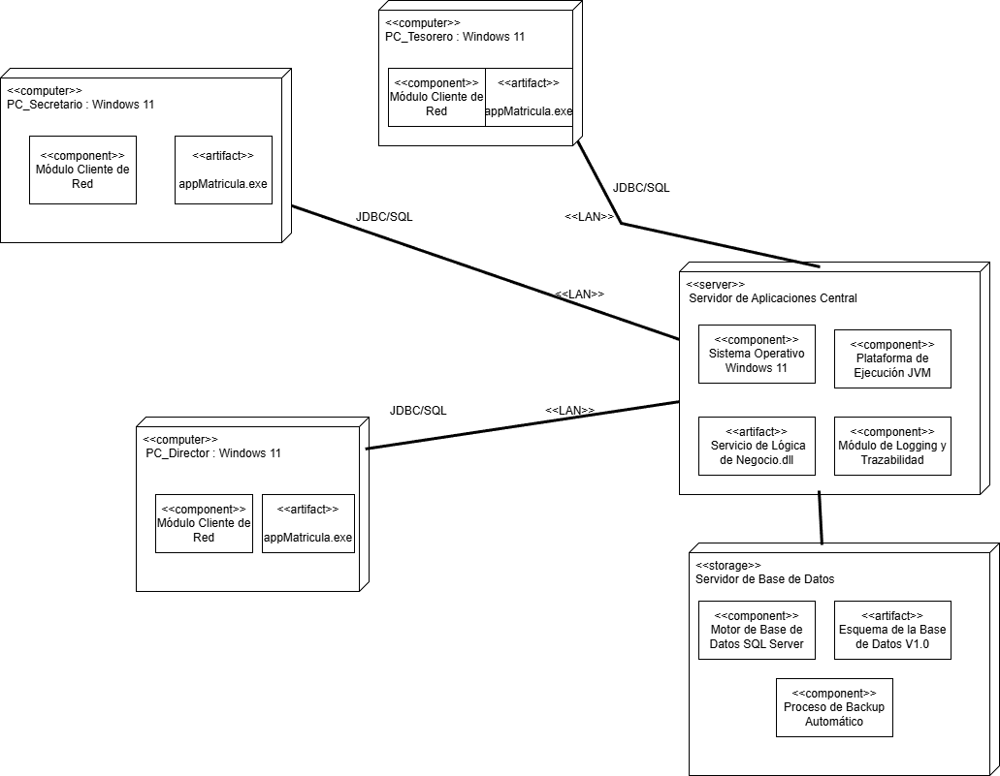 <<computer>>
PC_Tesorero : Windows 11
<<component>>
Módulo Cliente de
Red
<<artifact>>
appMatricula.exe
<<computer>>
PC_Secretario : Windows 11
<<component>>
Módulo Cliente de
Red
<<artifact>>
appMatricula.exe
JDBC/SQL
<<LAN>>
JDBC/SQL
<<LAN>>
<<server>>
Servidor de Aplicaciones Central
<<component>>
Sistema Operativo
Windows 11
<<component>>
Plataforma de
Ejecución JVM
<<artifact>>
Servicio de Lógica
de Negocio.dll
<<component>>
Módulo de Logging y
Trazabilidad
JDBC/SQL
<<LAN>>
<<computer>>
PC_Director : Windows 11
<<component>>
Módulo Cliente de
Red
<<artifact>>
appMatricula.exe
<<storage>>
Servidor de Base de Datos
<<component>>
Motor de Base de
Datos SQL Server
<<artifact>>
Esquema de la Base
de Datos V1.0
<<component>>
Proceso de Backup
Automático